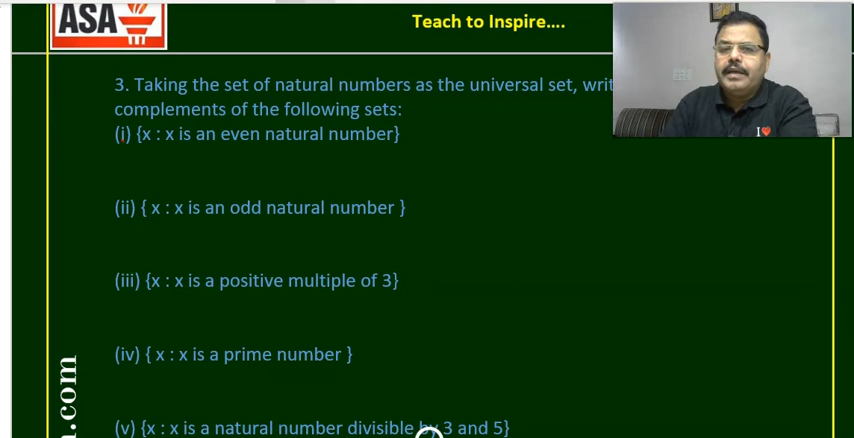 ASA
Teach to Inspire....
3. Taking the set of natural numbers as the universal set, writ
complements of the following sets:
(i) {x : x is an even natural number}
(ii) { x : x is an odd natural number }
(iii) {x : x is a positive multiple of 3}
(iv) { x : x is a prime number }
(v) {x : x is a natural number divisible by 3 and 5}
.com
I ❤